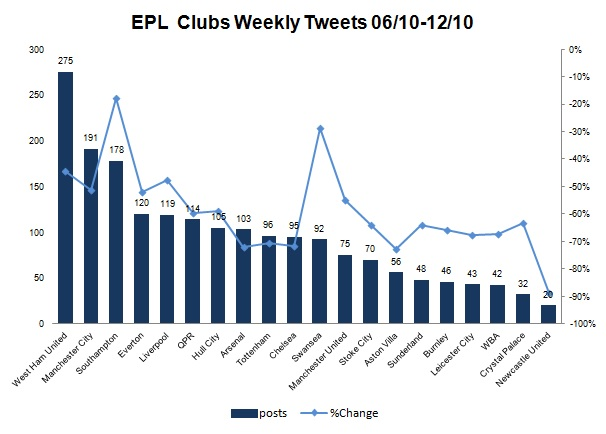 EPL Clubs Weekly Tweets 06/10-12/10
300
250
200
150
100
50
0
0%
-10%
-20%
-30%
-40%
-50%
-60%
-70%
-80%
-90%
-100%
275
191
178
120
119
114
105
103
96
95
92
75
70
56
48
46
43
42
32
20
West Ham United
Manchester City
Southampton
Everton
Liverpool
QPR
Hull City
Arsenal
Tottenham
Chelsea
Swansea
Manchester United
Stoke City
Aston Villa
Sunderland
Burnley
Leicester City
WBA
Crystal Palace
Newcastle United
posts %Change